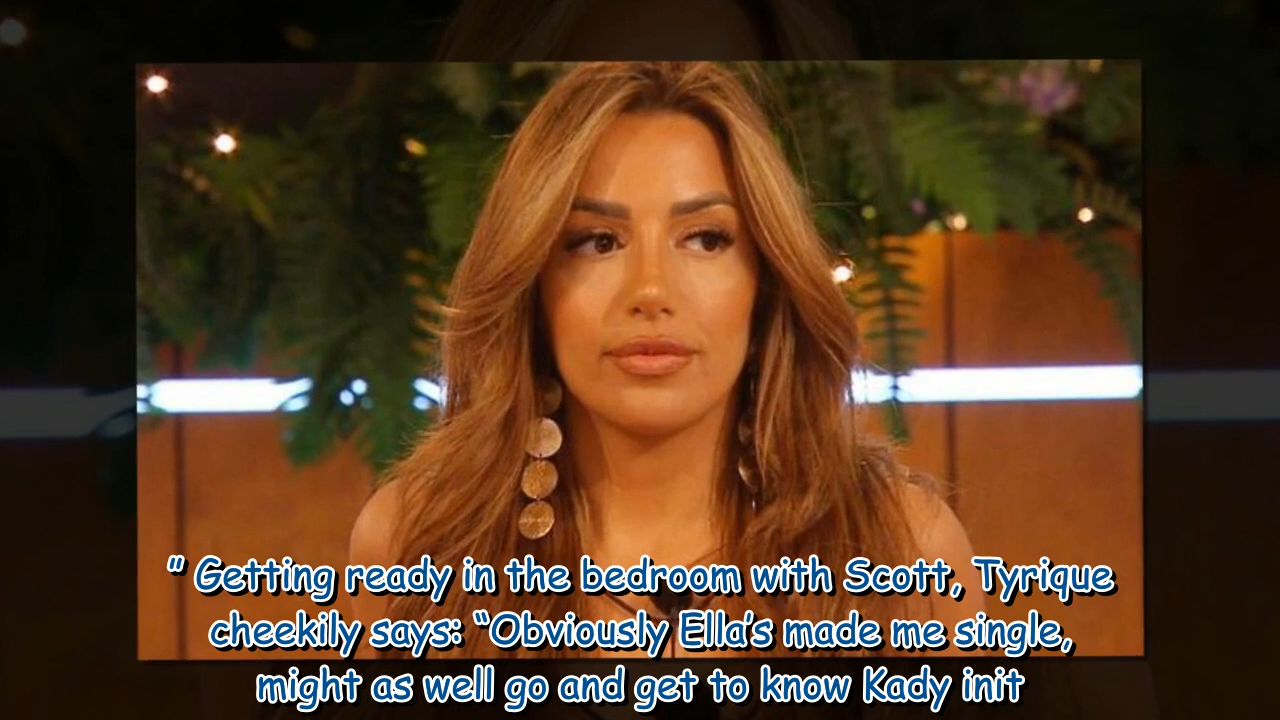 ” Getting ready in the bedroom with Scott, Tyrique
cheekily says: “Obviously Ella’s made me single,
might as well go and get to know Kady init